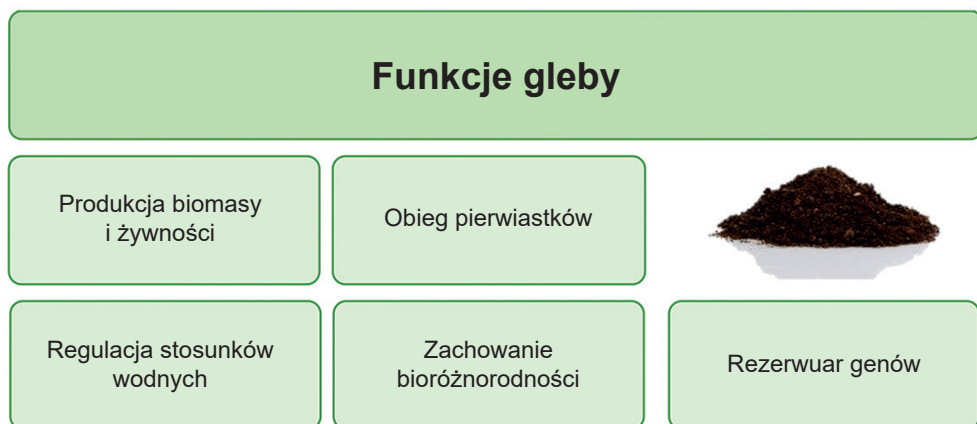 Funkcje gleby
Produkcja biomasy
i żywności
Obieg pierwiastków
Regulacja stosunków
wodnych
Zachowanie
bioróżnorodności
Rezerwuar genów